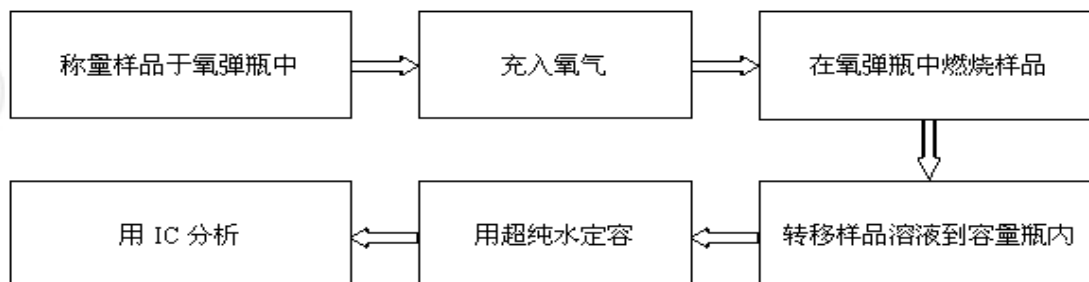 称量样品于氧弹瓶中
充入氧气
在氧弹瓶中燃烧样品
转移样品溶液到容量瓶内
用超纯水定容
用 IC 分析